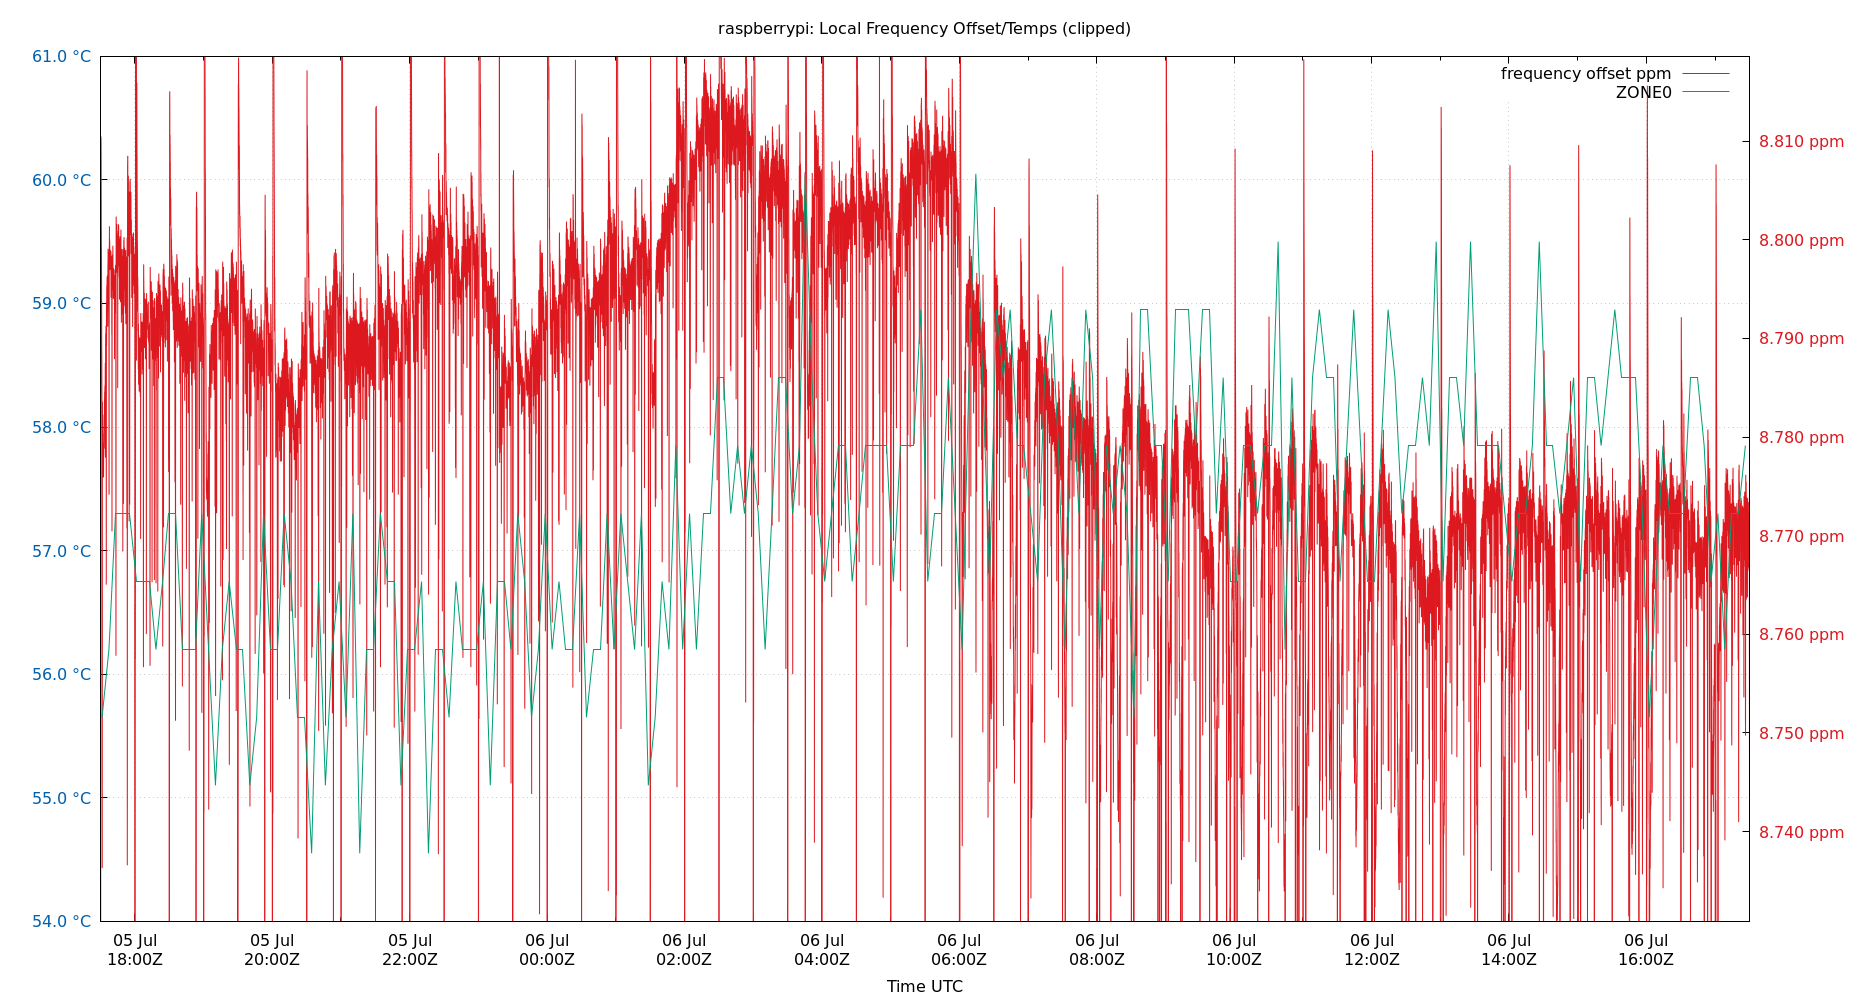 raspberrypi: Local Frequency Offset/Temps (clipped)
61.0 °C
60.0 °C
59.0 °C
58.0 °C
57.0 °C
56.0 °C
55.0 °C
54.0 °C
frequency offset ppm
ZONE0
8.810 ppm
8.800 ppm
8.790 ppm
8.780 ppm
8.770 ppm
8.760 ppm
8.750 ppm
8.740 ppm
05 Jul
18:00Z
05 Jul
20:00Z
05 Jul
22:00Z
06 Jul
00:00Z
06 Jul
02:00Z
06 Jul
04:00Z
06 Jul
06:00Z
06 Jul
08:00Z
06 Jul
10:00Z
06 Jul
12:00Z
06 Jul
14:00Z
06 Jul
16:00Z
Time UTC